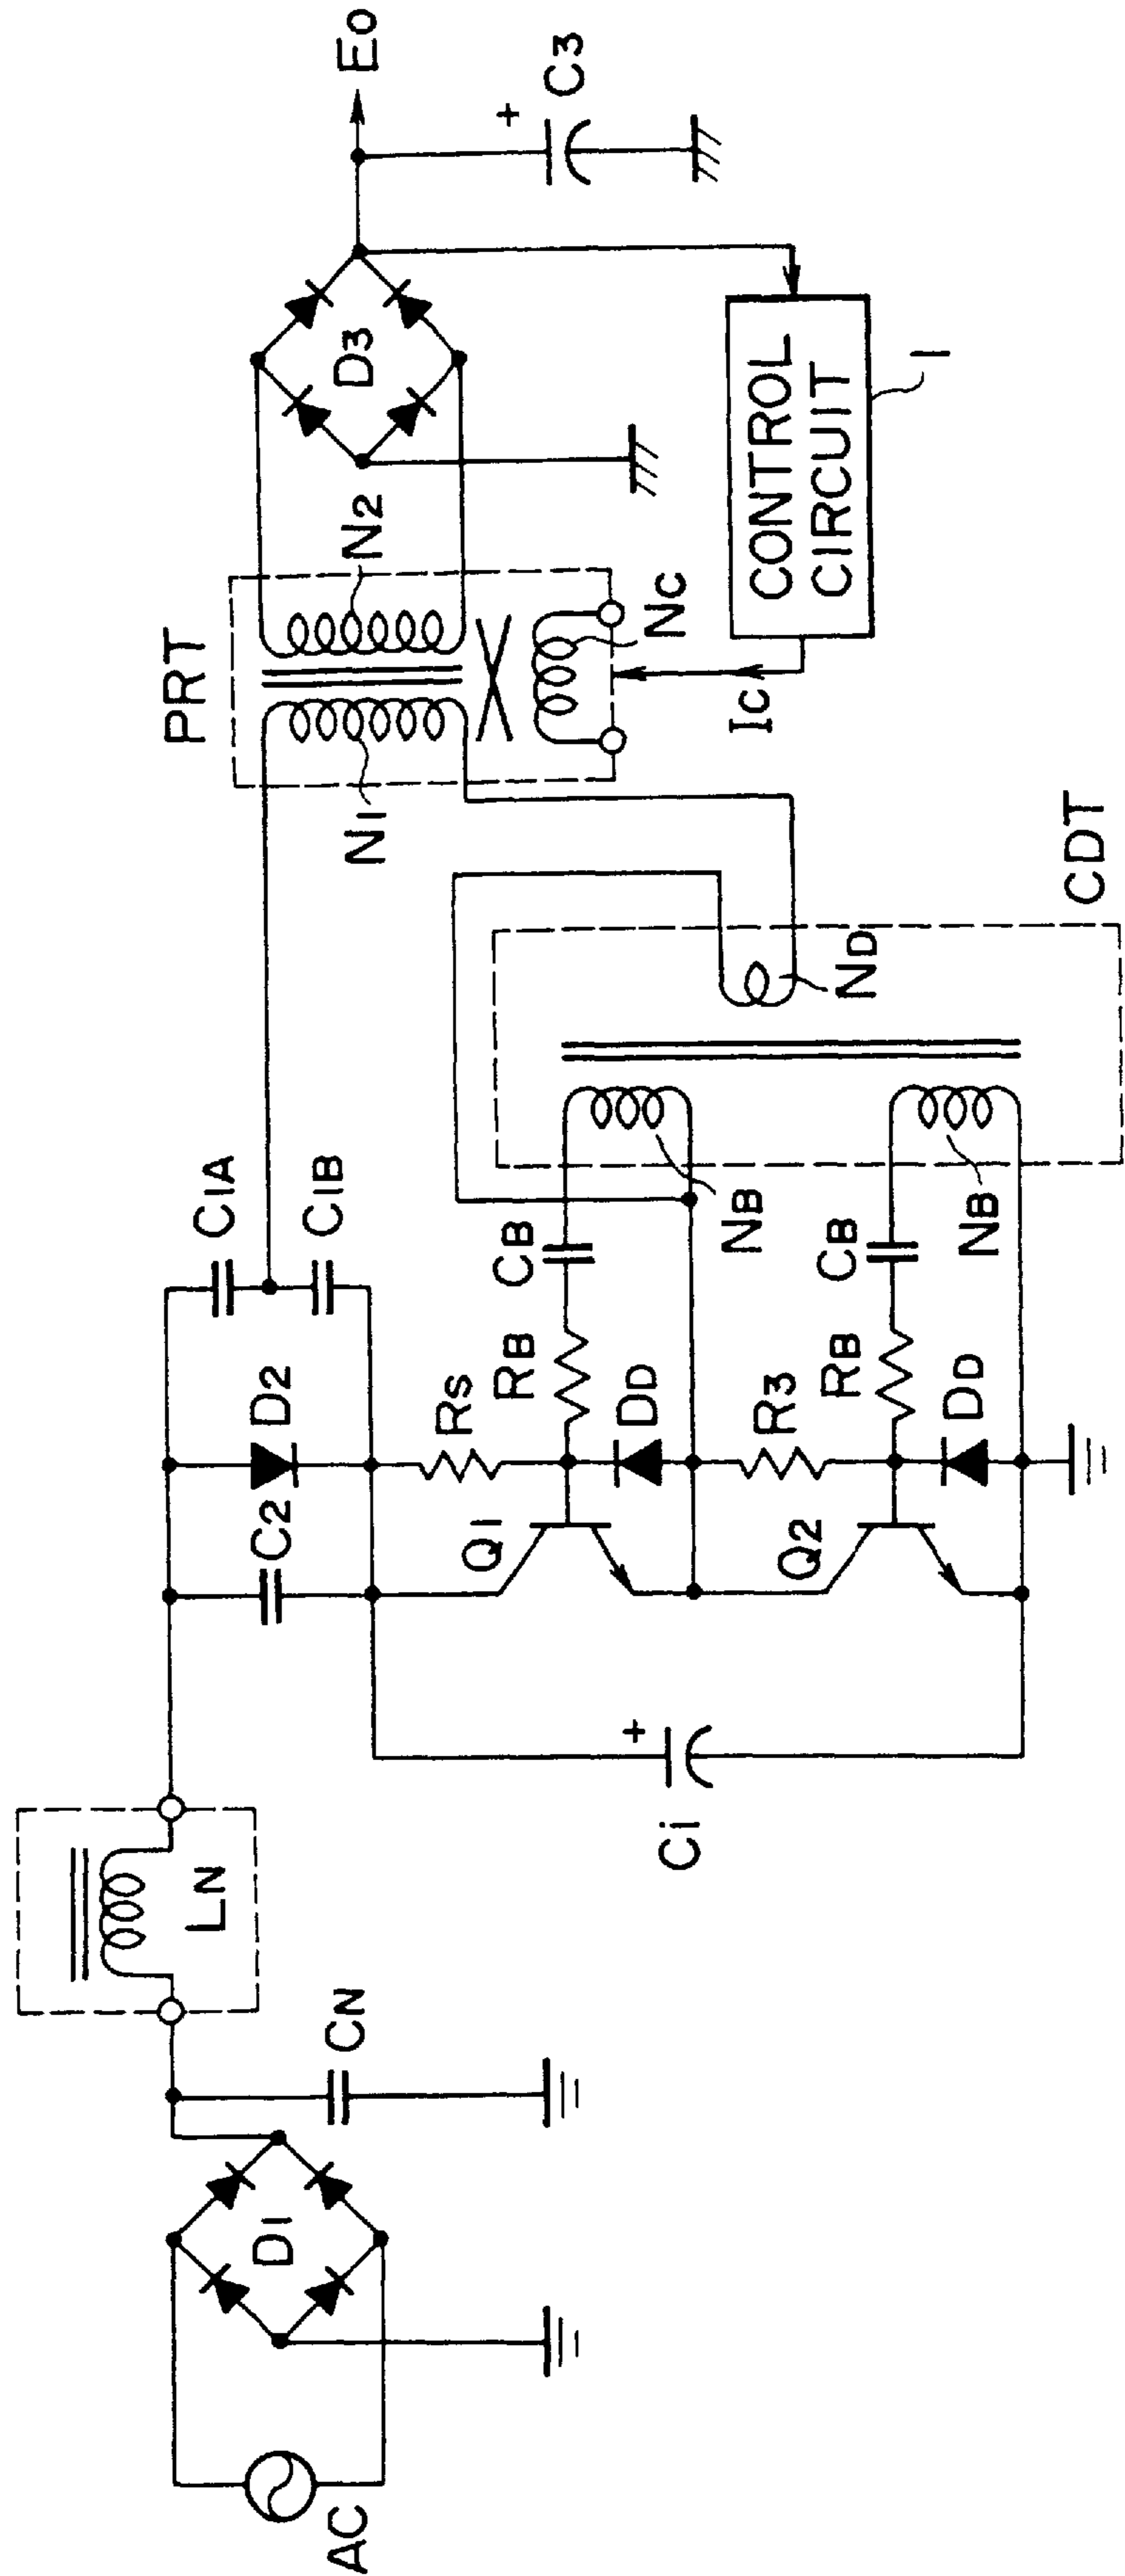 AC
D1
CN
LN
Ci
C2
D2
C1A
C1B
Q1
RS
RB
CB
DD
NB
Q2
R3
RB
CB
DD
NB
ND
CDT
PRT
N1
N2
NC
IC
D3
CONTROL
CIRCUIT
1
+
+
C3
EO